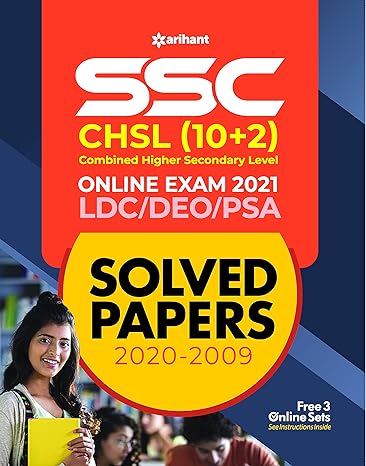 arihant
SSC
CHSL (10+2)
Combined Higher Secondary Level
ONLINE EXAM 2021
LDC/DEO/PSA
SOLVED
PAPERS
2020-2009
Free 3
Online Sets
See Instructions Inside